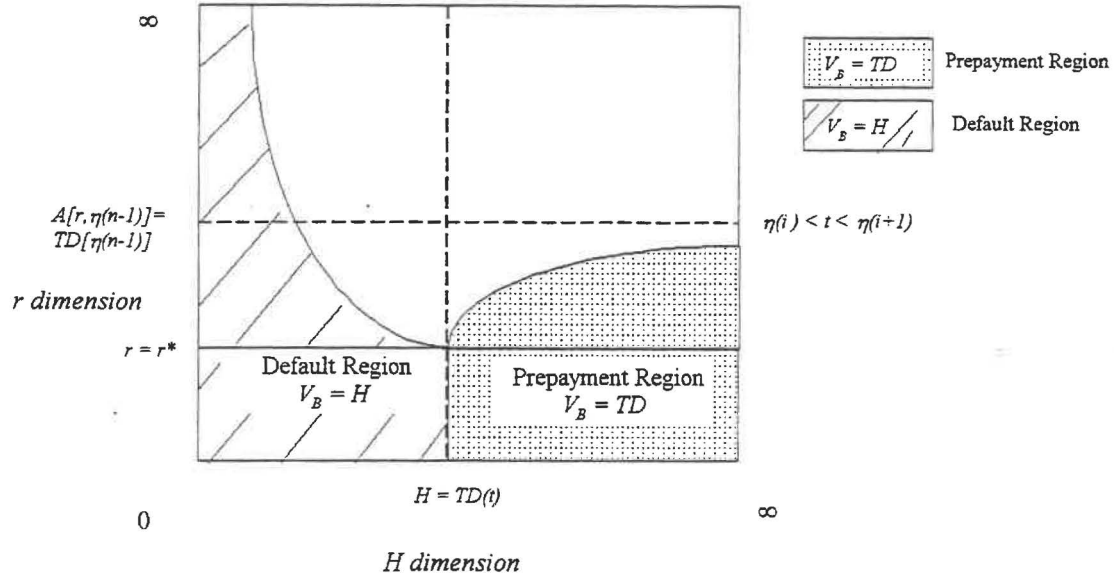 ∞
V_B = TD
Prepayment Region
V_B = H
Default Region
A[r, η(n-1)]=
TD[η(n-1)]
η(i) < t < η(i+1)
r dimension
r = r*
Default Region
V_B = H
Prepayment Region
V_B = TD
H = TD(t)
0
∞
H dimension